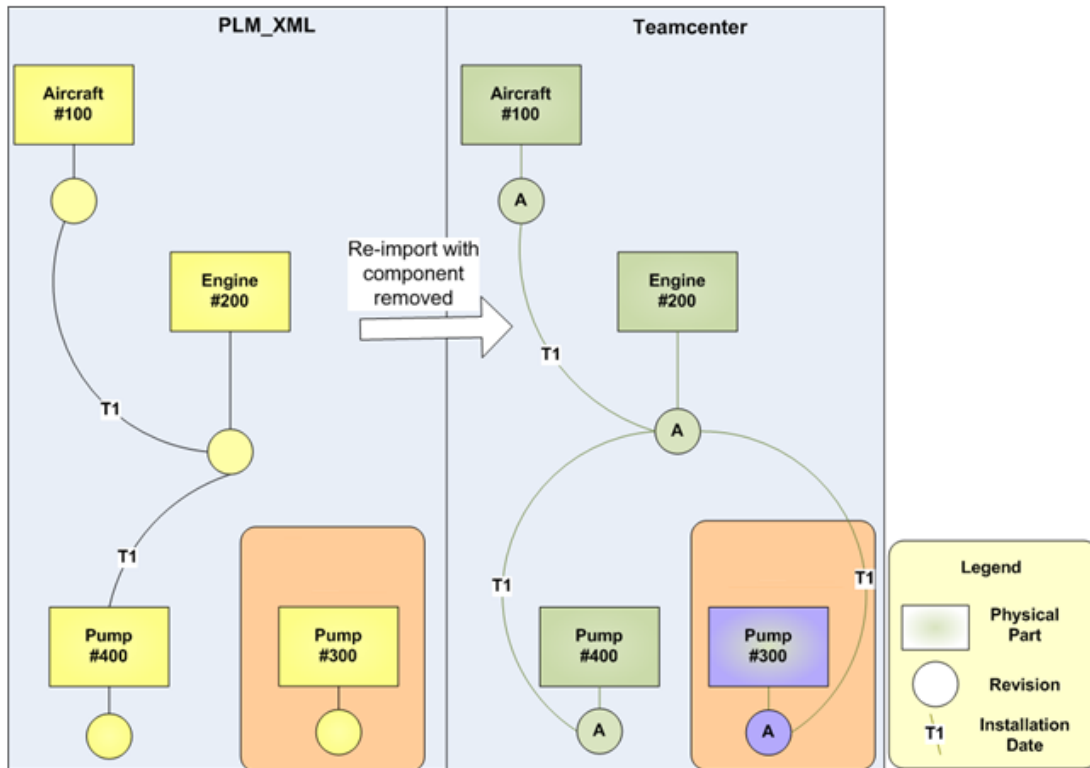 PLM_XML
Aircraft
#100
Engine
#200
T1
T1
Pump
#400
Pump
#300
Re-import with
component
removed
Teamcenter
Aircraft
#100
A
Engine
#200
T1
A
T1
T1
Pump
#400
A
Pump
#300
A
Legend
Physical
Part
Revision
T1
Installation
Date